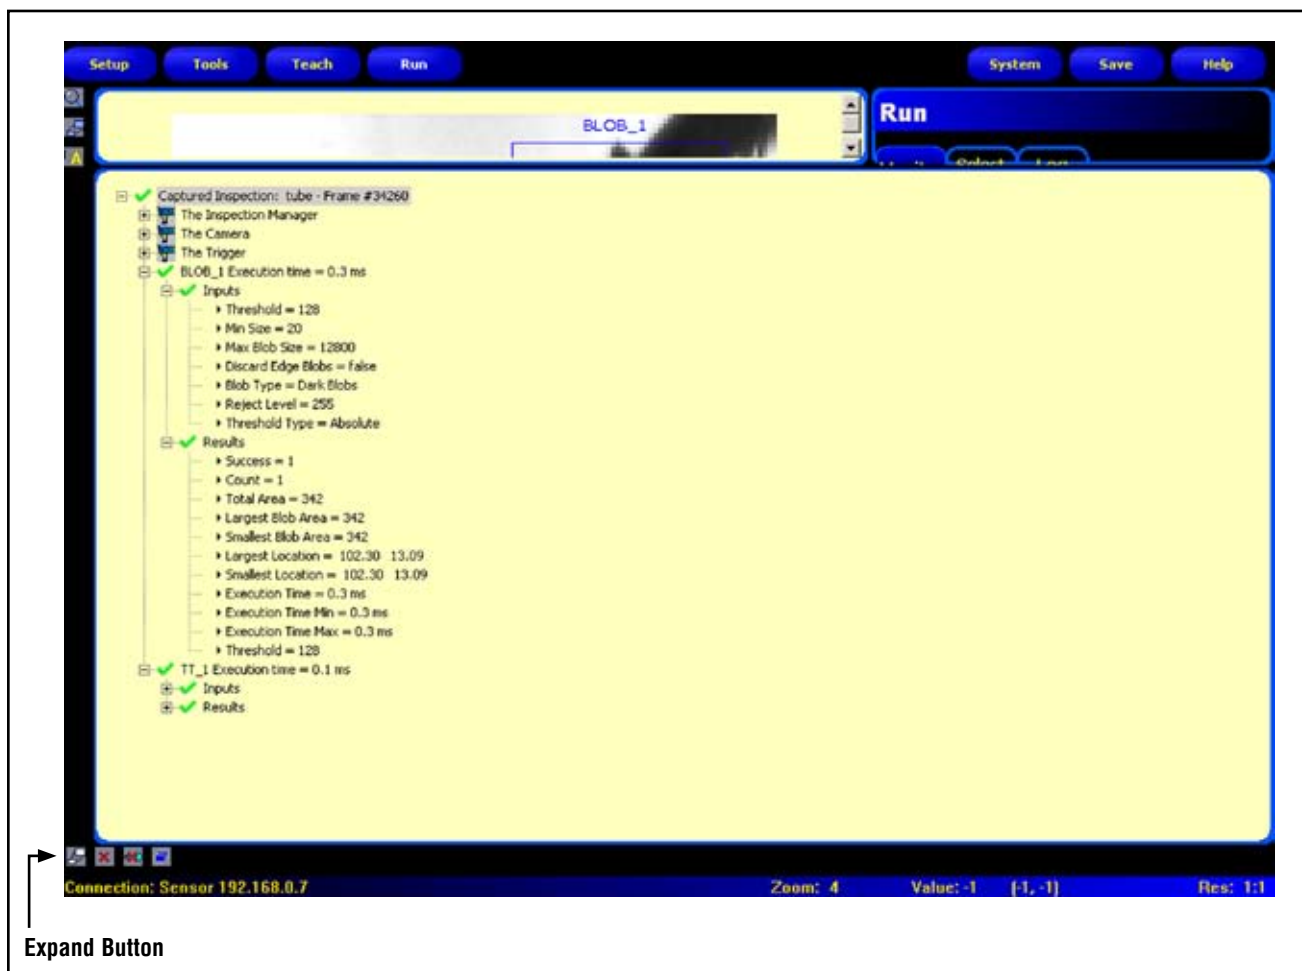 Setup Tools Teach Run System Save Help
BLOB_1
Run
Select
A
Captured Inspection: tube - Frame #34260
The Inspection Manager
The Camera
The Trigger
BLOB_1 Execution time = 0.3 ms
Inputs
Threshold = 128
Min Size = 20
Max Blob Size = 12800
Discard Edge Blobs = false
Blob Type = Dark Blobs
Reject Level = 255
Threshold Type = Absolute
Results
Success = 1
Count = 1
Total Area = 342
Largest Blob Area = 342
Smallest Blob Area = 342
Largest Location = 102.30 13.09
Smallest Location = 102.30 13.09
Execution Time = 0.3 ms
Execution Time Min = 0.3 ms
Execution Time Max = 0.3 ms
Threshold = 128
TT_1 Execution time = 0.1 ms
Inputs
Results
Connection: Sensor 192.168.0.7 Zoom: 4 Value: -1 (-1, -1) Res: 1:1
Expand Button